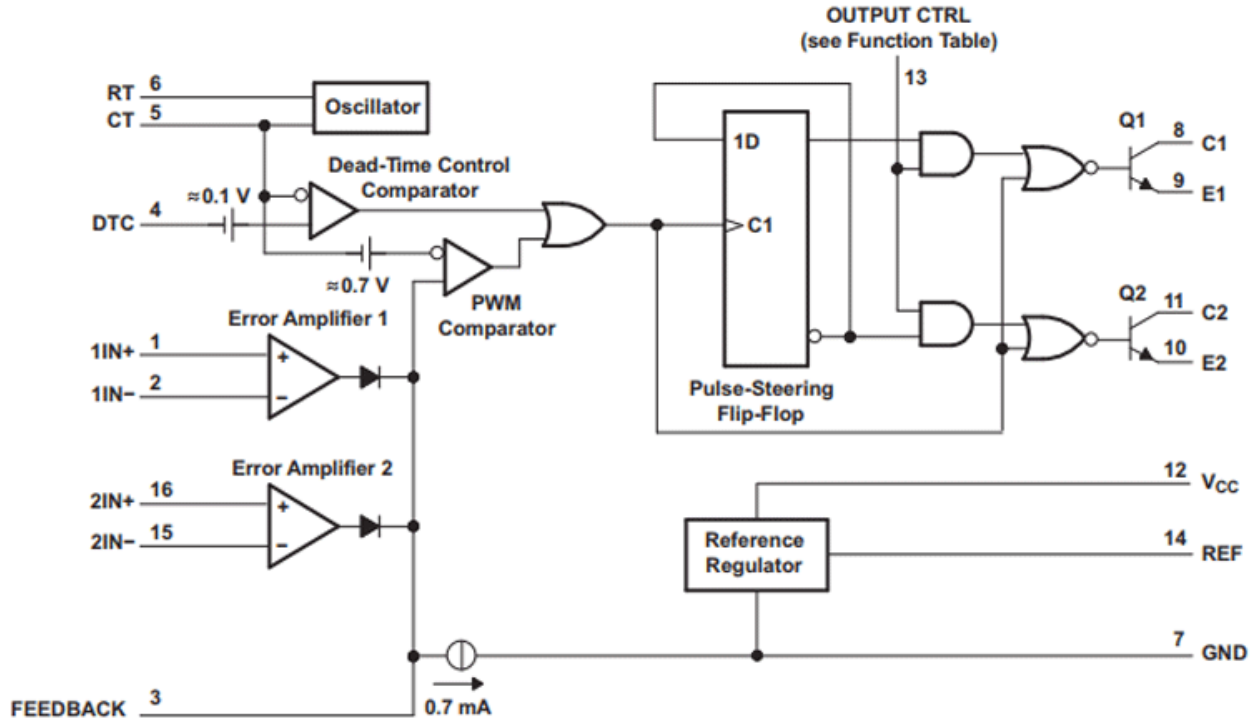 OUTPUT CTRL
(see Function Table)
13
RT 6
CT 5
Oscillator
Dead-Time Control
Comparator
≈0.1 V
DTC 4
≈0.7 V
PWM
Comparator
1D
C1
Pulse-Steering
Flip-Flop
Q1
8 C1
9 E1
Q2
11 C2
10 E2
Error Amplifier 1
1IN+ 1
1IN− 2
+
−
Error Amplifier 2
2IN+ 16
2IN− 15
+
−
12 VCC
Reference
Regulator
14 REF
7 GND
0.7 mA
FEEDBACK 3